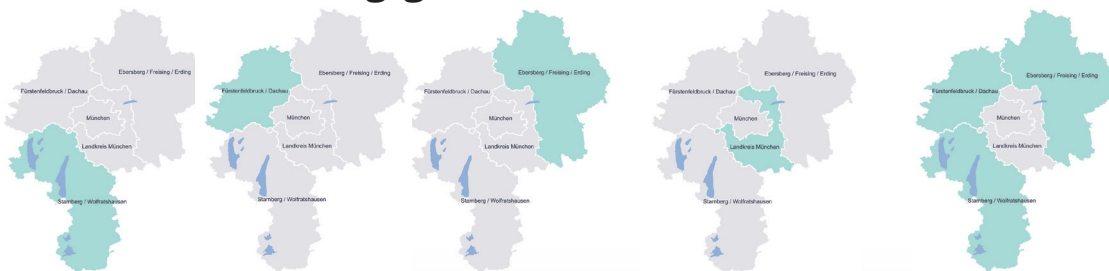 Ebersberg / Freising / Erding
Fürstenfeldbruck / Dachau
München
Landkreis München
Starnberg / Wolfratshausen
Ebersberg / Freising / Erding
Fürstenfeldbruck / Dachau
München
Landkreis München
Starnberg / Wolfratshausen
Ebersberg / Freising / Erding
Fürstenfeldbruck / Dachau
München
Landkreis München
Starnberg / Wolfratshausen
Ebersberg / Freising / Erding
Fürstenfeldbruck / Dachau
München
Landkreis München
Starnberg / Wolfratshausen
Ebersberg / Freising / Erding
Fürstenfeldbruck / Dachau
München
Landkreis München
Starnberg / Wolfratshausen